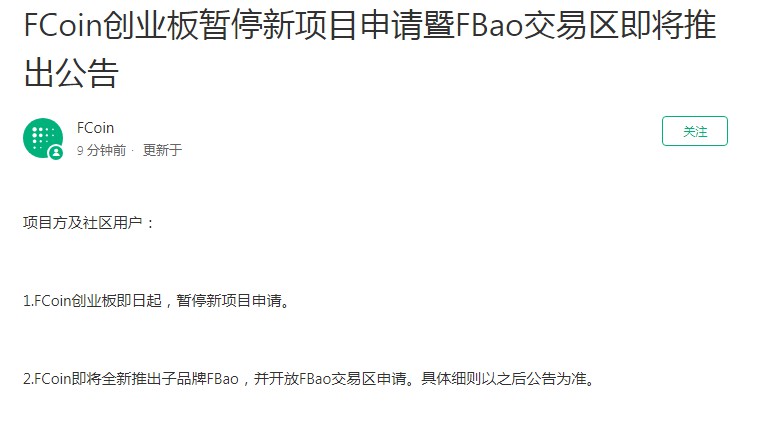 FCoin创业板暂停新项目申请暨FBao交易区即将推
出公告
FCoin
9 分钟前 · 更新于
关注
项目方及社区用户：
1.FCoin创业板即日起，暂停新项目申请。
2.FCoin即将全新推出子品牌FBao，并开放FBao交易区申请。具体细则以之后公告为准。